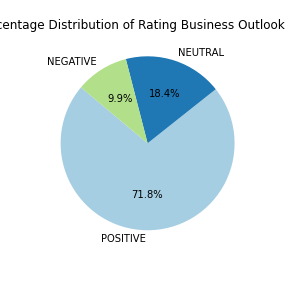 centage Distribution of Rating Business Outlook
NEUTRAL
NEGATIVE
18.4%
9.9%
71.8%
POSITIVE